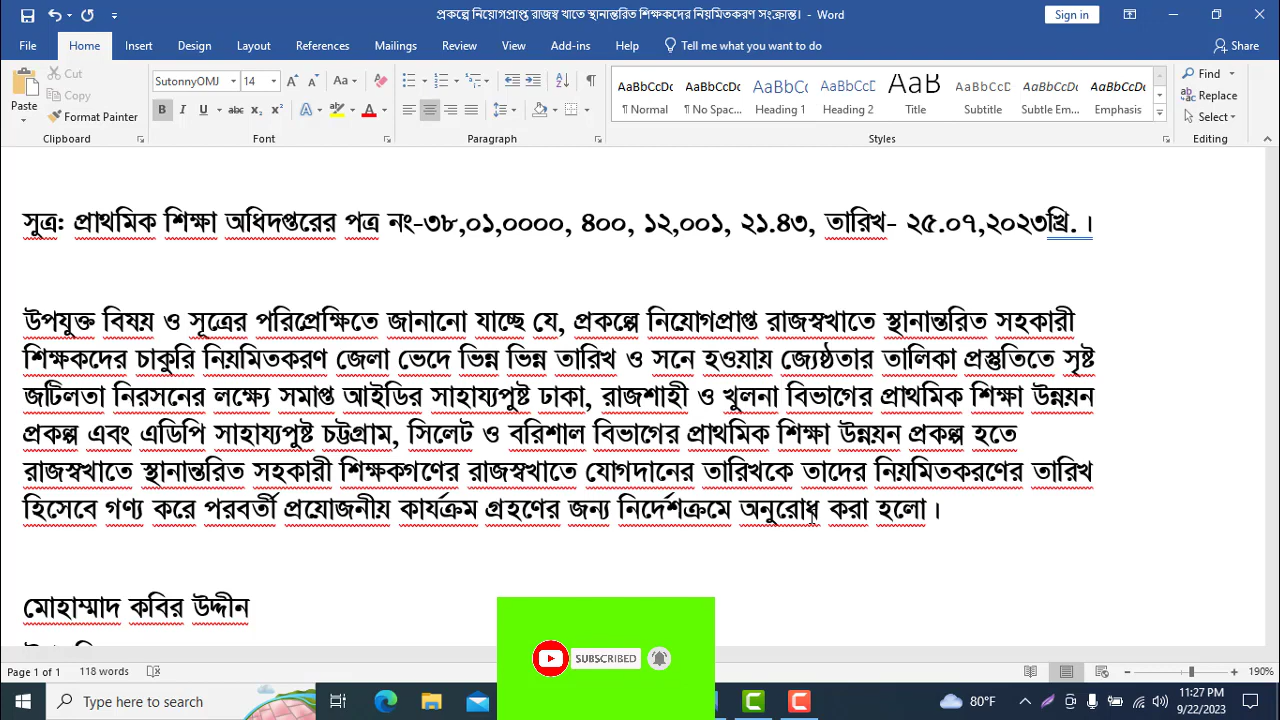 প্রকল্পে নিয়োগপ্রাপ্ত রাজস্ব খাতে স্থানান্তরিত শিক্ষকদের নিয়মিতকরণ সংক্রান্ত। - Word
Sign in
File Home Insert Design Layout References Mailings Review View Add-ins Help Tell me what you want to do Share
Paste Cut Copy Format Painter
SutonnyOMJ 14
AaBbCcDc AaBbCcDc AaBbCc AaBbCcD AaB AaBbCcD AaBbCcDc AaBbCcDc
¶ Normal ¶ No Spac... Heading 1 Heading 2 Title Subtitle Subtle Em... Emphasis
Find Replace Select
Clipboard Font Paragraph Styles Editing
সুত্র: প্রাথমিক শিক্ষা অধিদপ্তরের পত্র নং-৩৮,০১,০০০০, ৪০০, ১২,০০১, ২১.৪৩, তারিখ- ২৫.০৭,২০২৩খ্রি. ।
উপযুক্ত বিষয় ও সূত্রের পরিপ্রেক্ষিতে জানানো যাচ্ছে যে, প্রকল্পে নিযোগপ্রাপ্ত রাজস্বখাতে স্থানান্তরিত সহকারী
শিক্ষকদের চাকুরি নিয়মিতকরণ জেলা ভেদে ভিন্ন ভিন্ন তারিখ ও সনে হওয়ায় জ্যেষ্ঠতার তালিকা প্রস্তুতিতে সৃষ্ট
জটিলতা নিরসনের লক্ষ্যে সমাপ্ত আইডির সাহায্যপুষ্ট ঢাকা, রাজশাহী ও খুলনা বিভাগের প্রাথমিক শিক্ষা উন্নয়ন
প্রকল্প এবং এডিপি সাহায্যপুষ্ট চট্টগ্রাম, সিলেট ও বরিশাল বিভাগের প্রাথমিক শিক্ষা উন্নয়ন প্রকল্প হতে
রাজস্বখাতে স্থানান্তরিত সহকারী শিক্ষকগণের রাজস্বখাতে যোগদানের তারিখকে তাদের নিয়মিতকরণের তারিখ
হিসেবে গণ্য করে পরবর্তী প্রয়োজনীয় কার্যক্রম গ্রহণের জন্য নির্দেশক্রমে অনুরোধ করা হলো।
মোহাম্মাদ কবির উদ্দীন
SUBSCRIBED
Page 1 of 1 118 words 190%
Type here to search 80°F 11:27 PM
9/22/2023